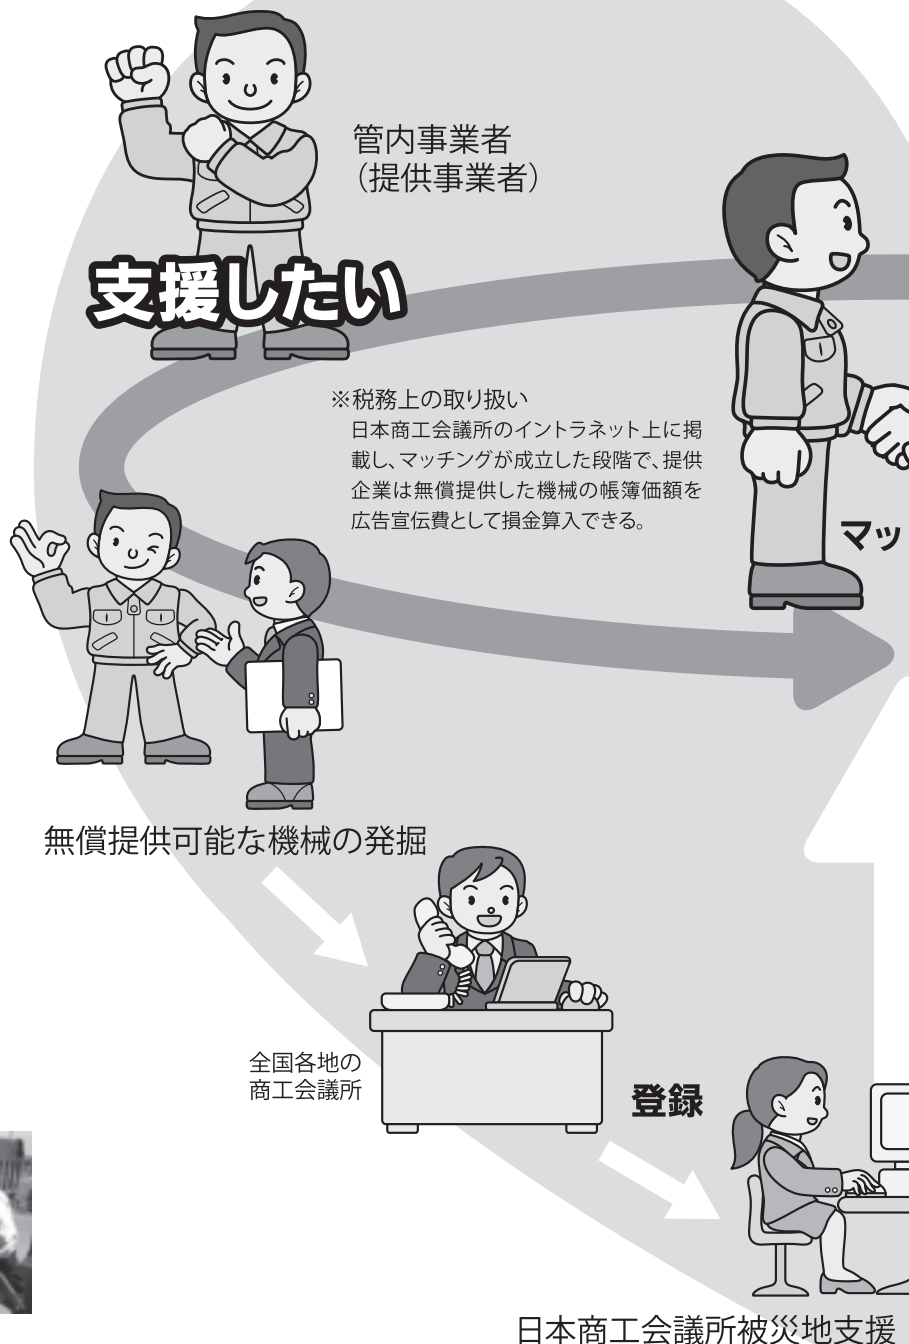 管内事業者
（提供事業者）
支援したい
※税務上の取り扱い
日本商工会議所のイントラネット上に掲
載し、マッチングが成立した段階で、提供
企業は無償提供した機械の帳簿価額を
広告宣伝費として損金算入できる。
マッ
無償提供可能な機械の発掘
全国各地の
商工会議所
登録
日本商工会議所被災地支援